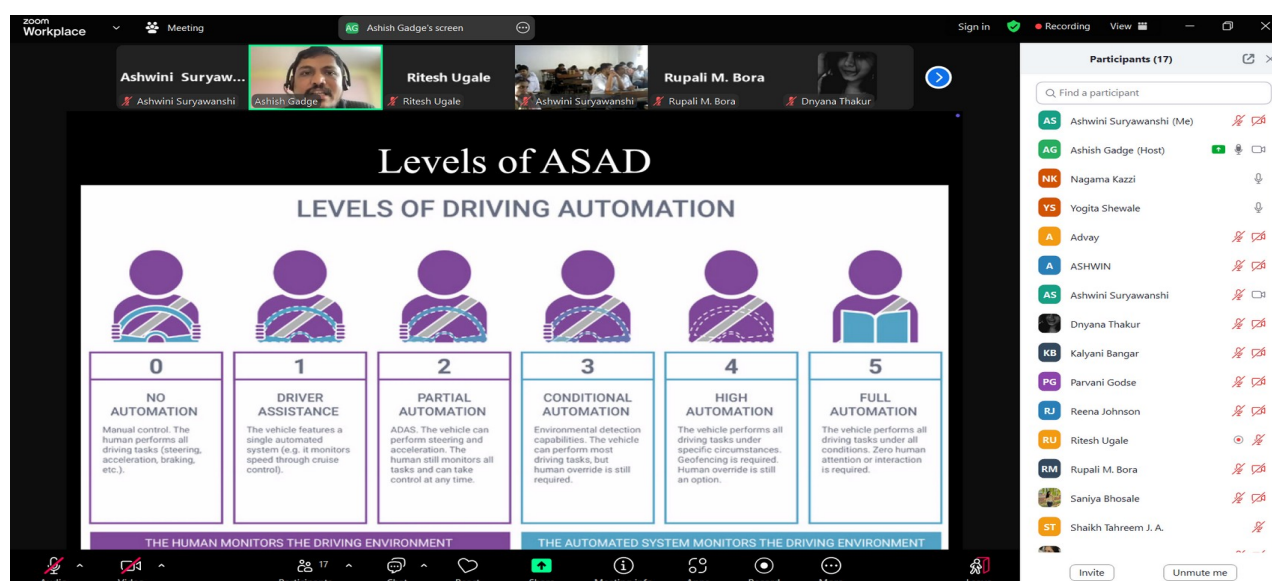 zoom
Workplace
Meeting
AG Ashish Gadge's screen
Sign in
Recording
View
Ashwini Suryaw...
Ashwini Suryawanshi
Ashish Gadge
Ritesh Ugale
Ritesh Ugale
Ashwini Suryawanshi
Rupali M. Bora
Rupali M. Bora
Dnyana Thakur
Levels of ASAD
LEVELS OF DRIVING AUTOMATION
0
NO
AUTOMATION
Manual control. The
human performs all
driving tasks (steering,
acceleration, braking,
etc.).
1
DRIVER
ASSISTANCE
The vehicle features a
single automated
system (e.g. it monitors
speed through cruise
control).
2
PARTIAL
AUTOMATION
ADAS. The vehicle can
perform steering and
acceleration. The
human still monitors all
tasks and can take
control at any time.
3
CONDITIONAL
AUTOMATION
Environmental detection
capabilities. The vehicle
can perform most
driving tasks, but
human override is still
required.
4
HIGH
AUTOMATION
The vehicle performs all
driving tasks under
specific circumstances.
Geofencing is required.
Human override is still
an option.
5
FULL
AUTOMATION
The vehicle performs all
driving tasks under all
conditions. Zero human
attention or interaction
is required.
THE HUMAN MONITORS THE DRIVING ENVIRONMENT
THE AUTOMATED SYSTEM MONITORS THE DRIVING ENVIRONMENT
17
Participants (17)
Find a participant
AS Ashwini Suryawanshi (Me)
AG Ashish Gadge (Host)
NK Nagama Kazzi
YS Yogita Shewale
A Advay
A ASHWIN
AS Ashwini Suryawanshi
Dnyana Thakur
KB Kalyani Bangar
PG Parvani Godse
RJ Reena Johnson
RU Ritesh Ugale
RM Rupali M. Bora
Saniya Bhosale
ST Shaikh Tahreem J. A.
Invite
Unmute me